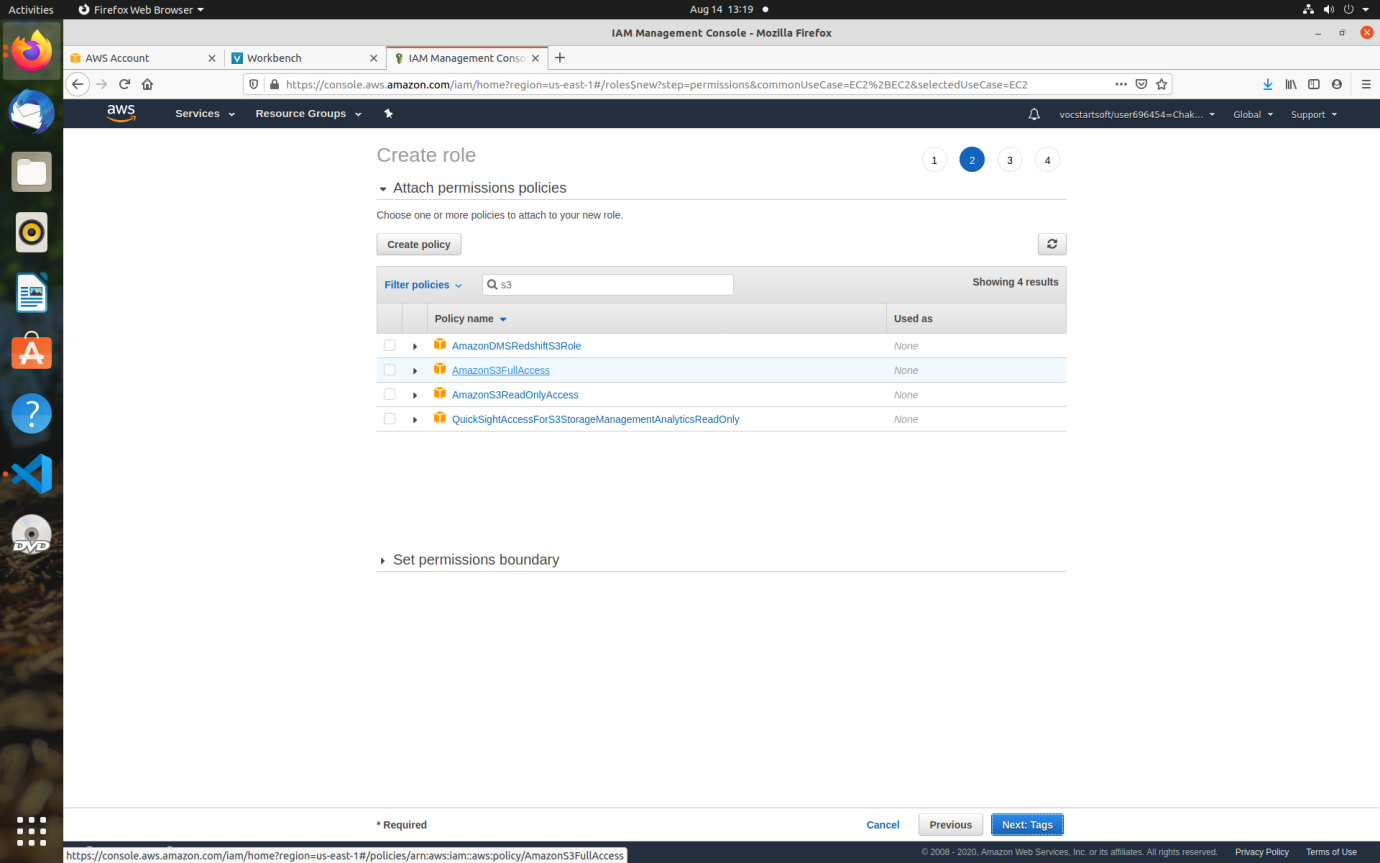 Activities
Firefox Web Browser
Aug 14 13:19
IAM Management Console - Mozilla Firefox
AWS Account
Workbench
IAM Management Conso
https://console.aws.amazon.com/iam/home?region=us-east-1#/roles$new?step=permissions&commonUseCase=EC2%2BEC2&selectedUseCase=EC2
aws
Services
Resource Groups
vocstartsoft/user696454=Chak...
Global
Support
Create role
1
2
3
4
Attach permissions policies
Choose one or more policies to attach to your new role.
Create policy
Filter policies
s3
Showing 4 results
Policy name
Used as
AmazonDMSRedshiftS3Role
None
AmazonS3FullAccess
None
AmazonS3ReadOnlyAccess
None
QuickSightAccessForS3StorageManagementAnalyticsReadOnly
None
Set permissions boundary
* Required
Cancel
Previous
Next: Tags
https://console.aws.amazon.com/iam/home?region=us-east-1#/policies/arn:aws:iam::aws:policy/AmazonS3FullAccess
© 2008 - 2020, Amazon Web Services, Inc. or its affiliates. All rights reserved.
Privacy Policy
Terms of Use
DVD